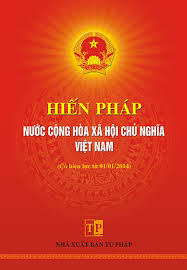 HIẾN PHÁP
NƯỚC CỘNG HÒA XÃ HỘI CHỦ NGHĨA
VIỆT NAM
(Có hiệu lực từ 01/01/2014)
TP
NHÀ XUẤT BẢN TƯ PHÁP